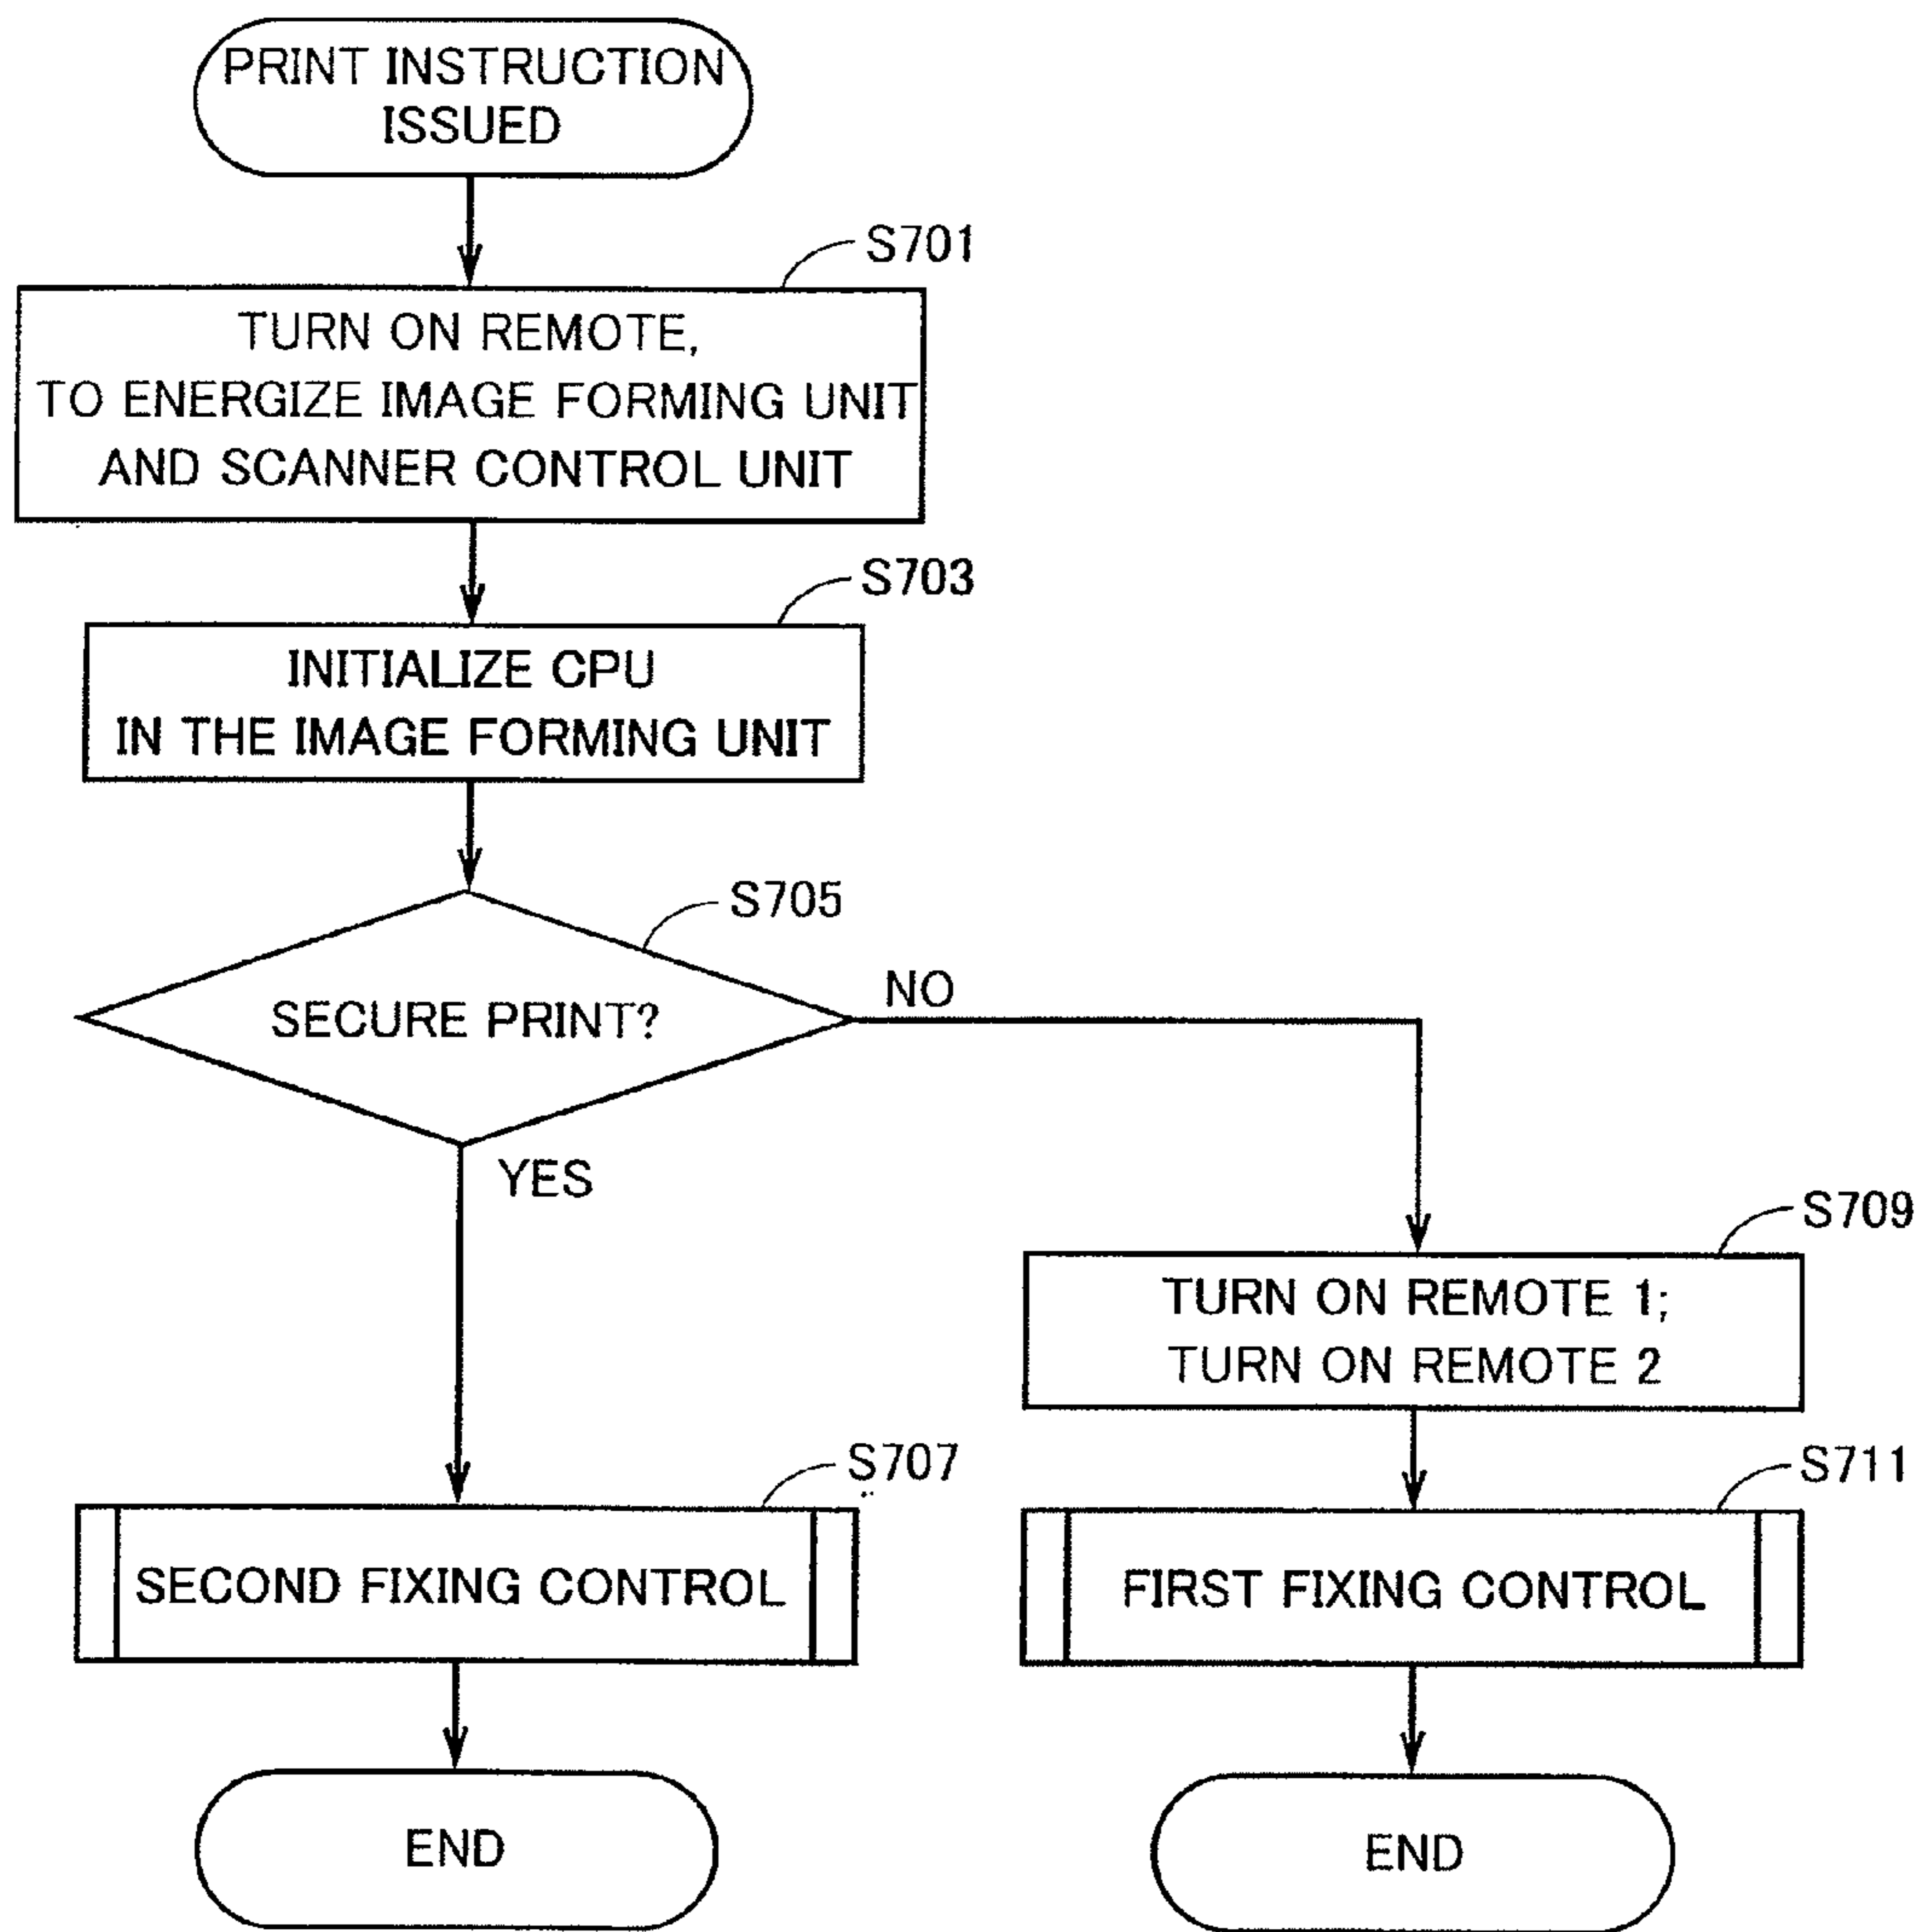 PRINT INSTRUCTION
ISSUED
S701
TURN ON REMOTE,
TO ENERGIZE IMAGE FORMING UNIT
AND SCANNER CONTROL UNIT
S703
INITIALIZE CPU
IN THE IMAGE FORMING UNIT
S705
SECURE PRINT?
NO
YES
S709
TURN ON REMOTE 1;
TURN ON REMOTE 2
S707
SECOND FIXING CONTROL
S711
FIRST FIXING CONTROL
END
END